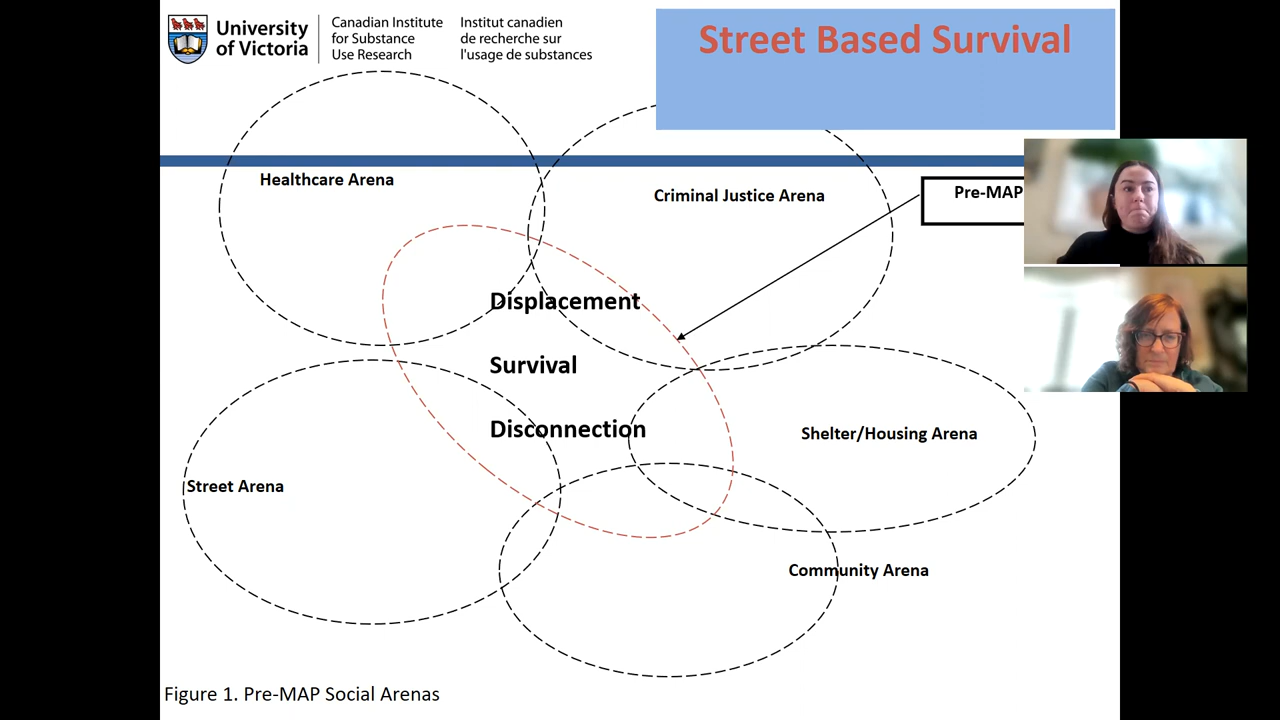 University
of Victoria
Canadian Institute
for Substance
Use Research
Institut canadien
de recherche sur
l'usage de substances
Street Based Survival
Healthcare Arena
Criminal Justice Arena
Pre-MAP
Displacement
Survival
Disconnection
Shelter/Housing Arena
Street Arena
Community Arena
Figure 1. Pre-MAP Social Arenas